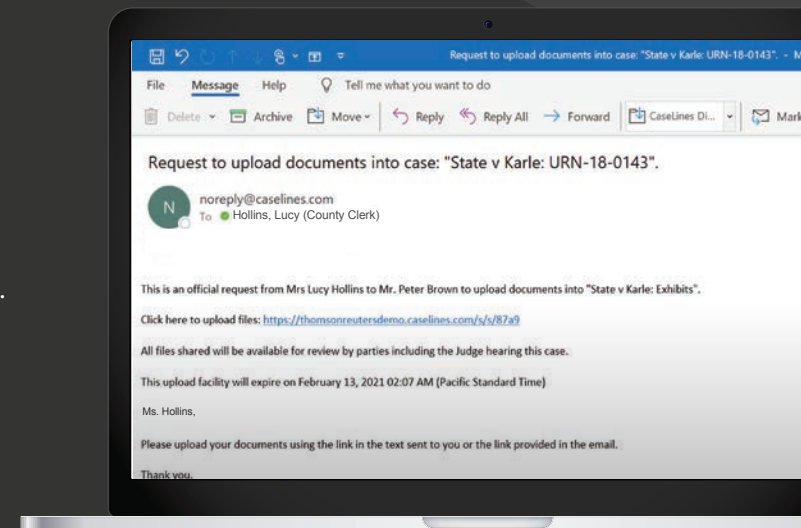 Request to upload documents into case: "State v Karle: URN-18-0143". - M
File Message Help Tell me what you want to do
Delete Archive Move Reply Reply All Forward CaseLines Di... Mark
Request to upload documents into case: "State v Karle: URN-18-0143".
N
noreply@caselines.com
To Hollins, Lucy (County Clerk)
.
This is an official request from Mrs Lucy Hollins to Mr. Peter Brown to upload documents into "State v Karle: Exhibits".
Click here to upload files: https://thomsonreutersdemo.caselines.com/s/s/87a9
All files shared will be available for review by parties including the Judge hearing this case.
This upload facility will expire on February 13, 2021 02:07 AM (Pacific Standard Time)
Ms. Hollins,
Please upload your documents using the link in the text sent to you or the link provided in the email.
Thank you.